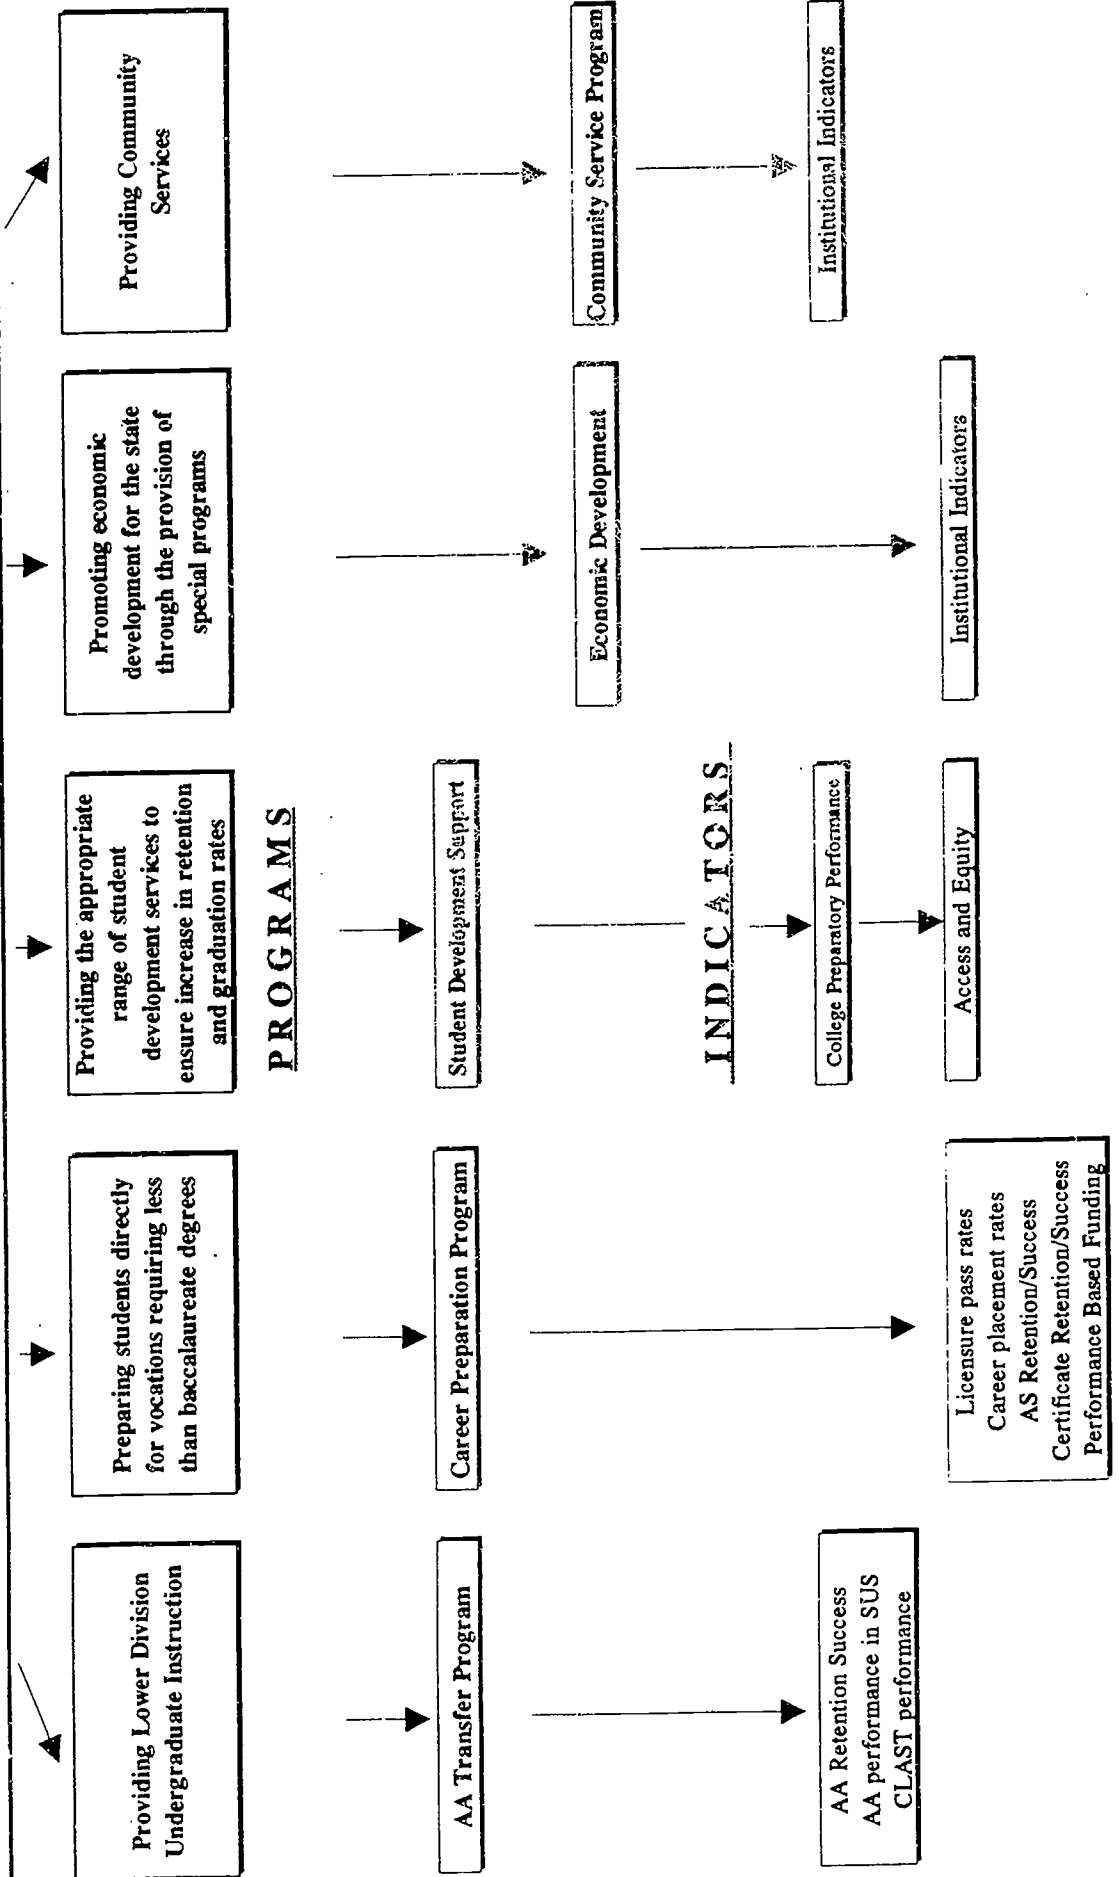 Providing Lower Division
Undergraduate Instruction
Preparing students directly
for vocations requiring less
than baccalaureate degrees
Providing the appropriate
range of student
development services to
ensure increase in retention
and graduation rates
Promoting economic
development for the state
through the provision of
special programs
Providing Community
Services
PROGRAMS
AA Transfer Program
Career Preparation Program
Student Development Support
Economic Development
Community Service Program
INDICATORS
AA Retention Success
AA performance in SUS
CLAST performance
Licensure pass rates
Career placement rates
AS Retention/Success
Certificate Retention/Success
Performance Based Funding
College Preparatory Performance
Access and Equity
Institutional Indicators
Institutional Indicators